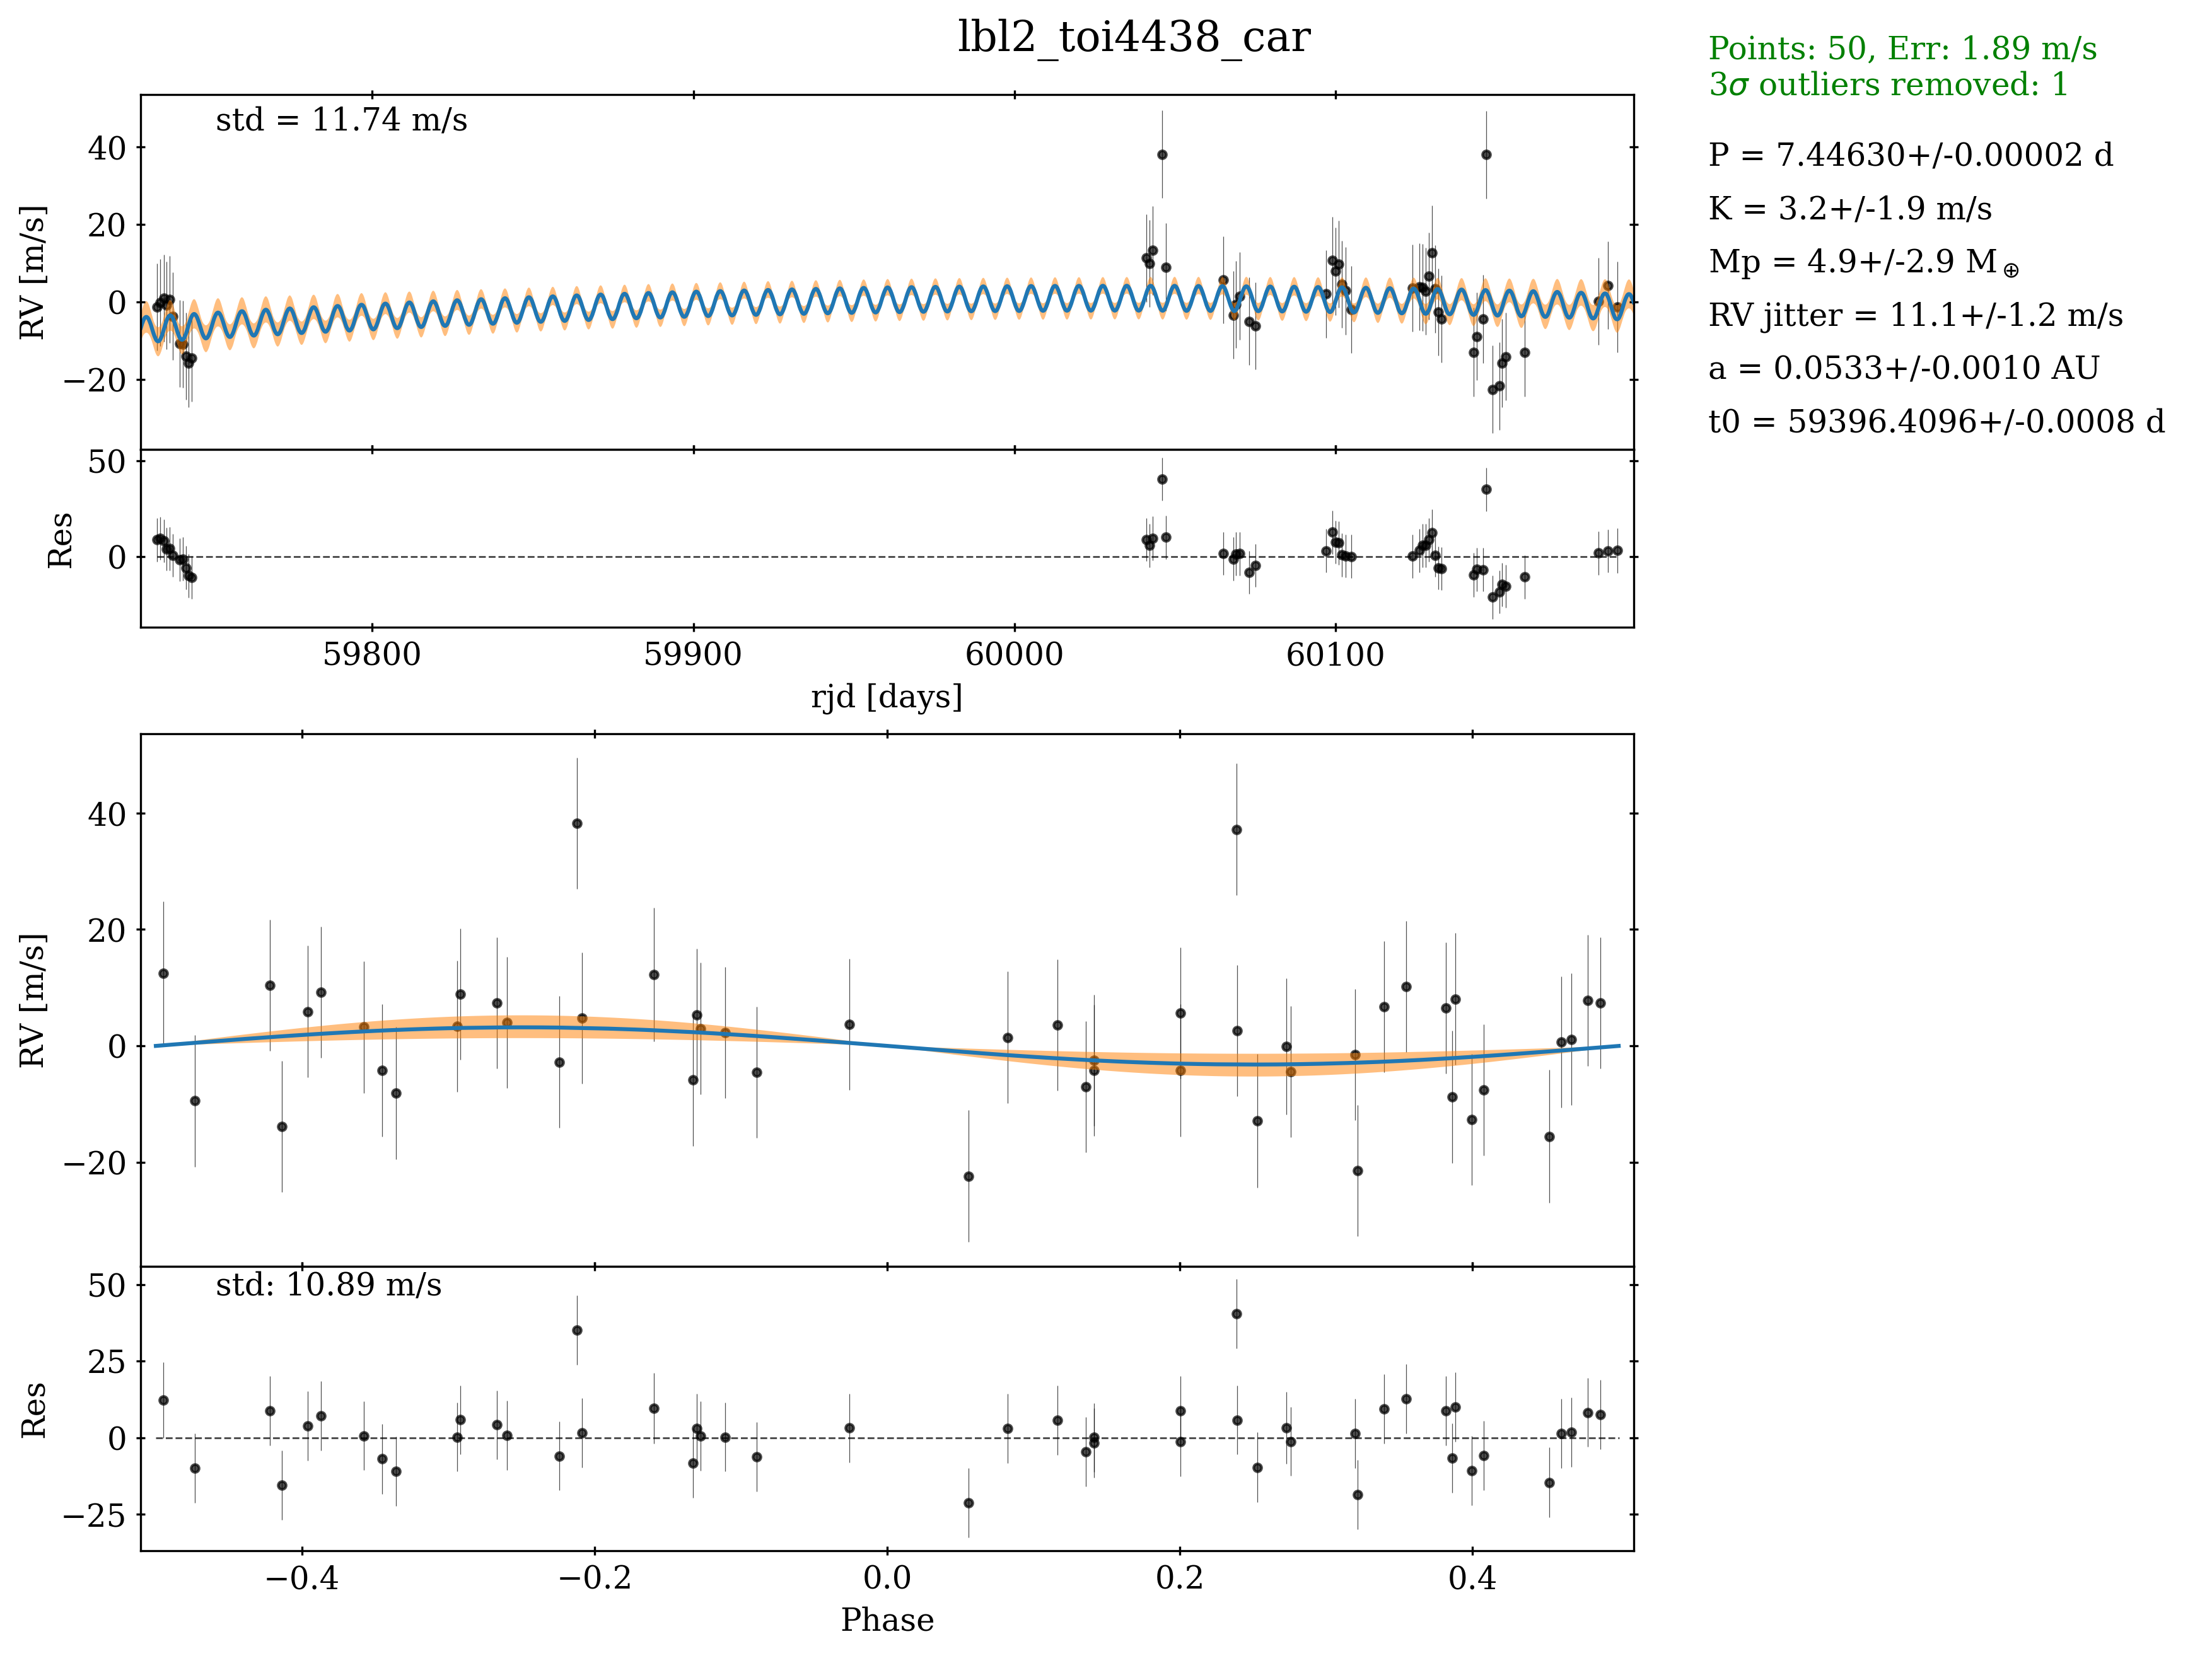 lbl2_toi4438_car
Points: 50, Err: 1.89 m/s
3σ outliers removed: 1
P = 7.44630+/-0.00002 d
K = 3.2+/-1.9 m/s
Mp = 4.9+/-2.9 M⊕
RV jitter = 11.1+/-1.2 m/s
a = 0.0533+/-0.0010 AU
t0 = 59396.4096+/-0.0008 d
std = 11.74 m/s
RV [m/s]
40
20
0
−20
Res
50
0
59800 59900 60000 60100
rjd [days]
RV [m/s]
40
20
0
−20
std: 10.89 m/s
Res
50
25
0
−25
−0.4 −0.2 0.0 0.2 0.4
Phase